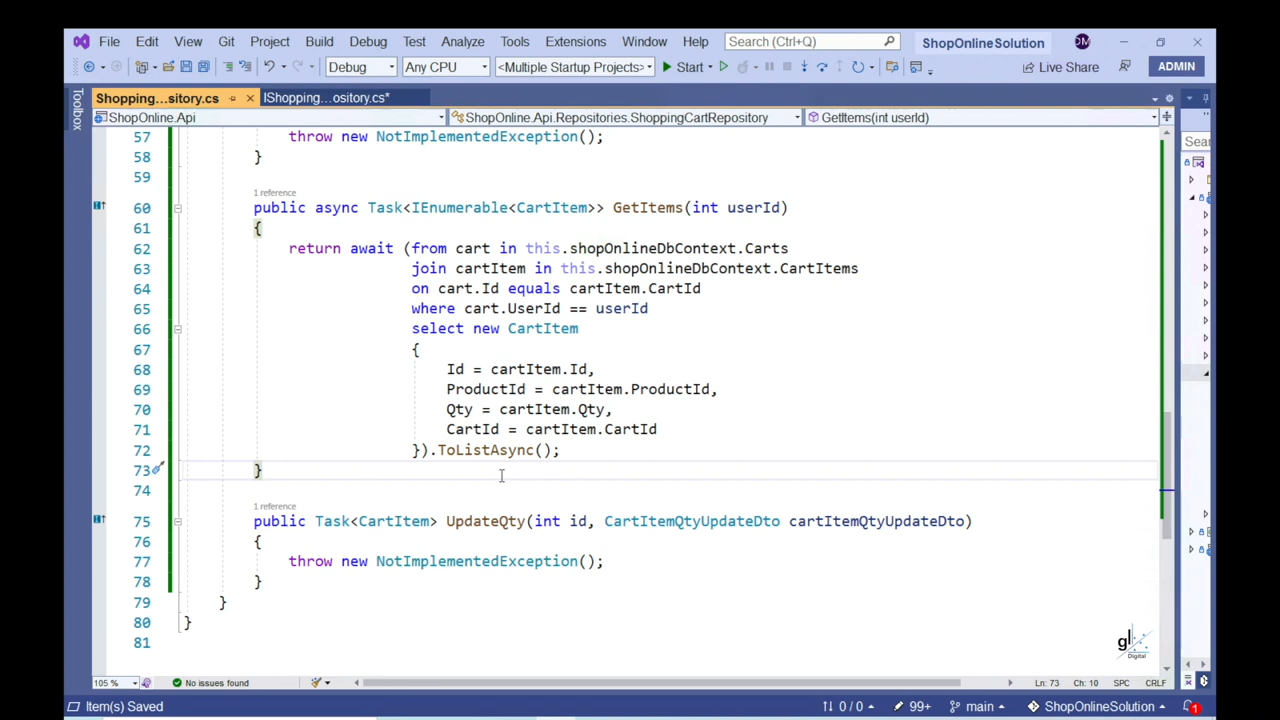 File Edit View Git Project Build Debug Test Analyze Tools Extensions Window Help Search (Ctrl+Q) ShopOnlineSolution DM
Debug Any CPU <Multiple Startup Projects> Start Live Share ADMIN
Toolbox
Shopping...sitory.cs IShopping...ository.cs*
ShopOnline.Api ShopOnline.Api.Repositories.ShoppingCartRepository GetItems(int userId)
Sear
57 throw new NotImplementedException();
58 }
59
1 reference
60 public async Task<IEnumerable<CartItem>> GetItems(int userId)
61 {
62 return await (from cart in this.shopOnlineDbContext.Carts
63 join cartItem in this.shopOnlineDbContext.CartItems
64 on cart.Id equals cartItem.CartId
65 where cart.UserId == userId
66 select new CartItem
67 {
68 Id = cartItem.Id,
69 ProductId = cartItem.ProductId,
70 Qty = cartItem.Qty,
71 CartId = cartItem.CartId
72 }).ToListAsync();
73 }
74
1 reference
75 public Task<CartItem> UpdateQty(int id, CartItemQtyUpdateDto cartItemQtyUpdateDto)
76 {
77 throw new NotImplementedException();
78 }
79 }
80 }
81
gl
Digital
105 % No issues found Ln: 73 Ch: 10 SPC CRLF
Item(s) Saved 0 / 0 99+ main ShopOnlineSolution 1